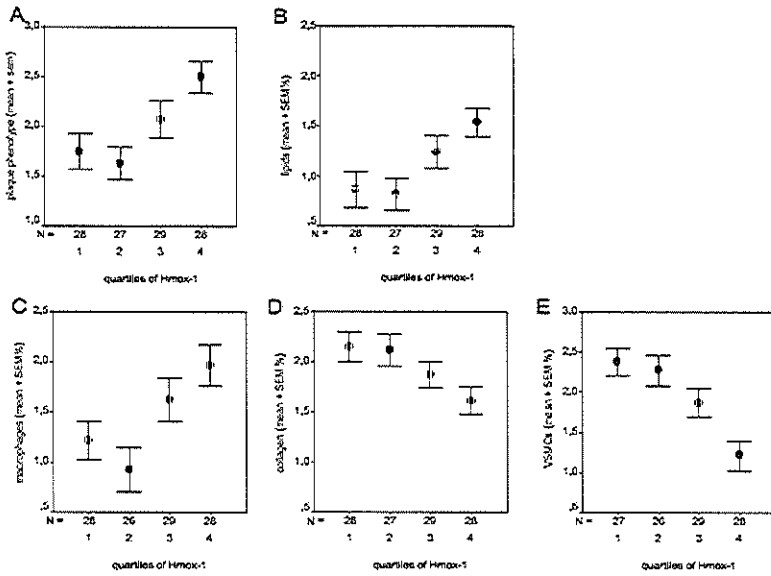 A
plaque phenotype (mean + sem)
3,0
2,5
2,0
1,5
1,0
N = 28 27 29 28
1 2 3 4
quartiles of Hmox-1
B
lipids (mean + SEM %)
2,0
1,5
1,0
,5
N = 28 27 29 28
1 2 3 4
quartiles of Hmox-1
C
macrophages (mean + SEM %)
2,5
2,0
1,5
1,0
,5
N = 28 26 29 28
1 2 3 4
quartiles of Hmox-1
D
collagen (mean + SEM %)
2,5
2,0
1,5
1,0
,5
N = 28 27 29 28
1 2 3 4
quartiles of Hmox-1
E
VSMCs (mean + SEM %)
3,0
2,5
2,0
1,5
1,0
,5
N = 27 26 29 28
1 2 3 4
quartiles of Hmox-1